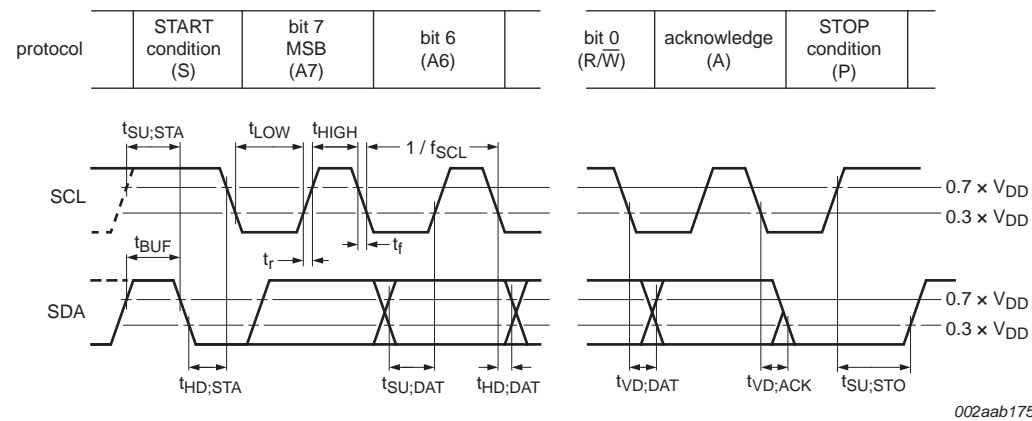 protocol
START
condition
(S)
bit 7
MSB
(A7)
bit 6
(A6)
bit 0
(R/W̅)
acknowledge
(A)
STOP
condition
(P)
tSU;STA
tLOW
tHIGH
1 / fSCL
SCL
0.7 × VDD
0.3 × VDD
tBUF
tr
tf
SDA
0.7 × VDD
0.3 × VDD
tHD;STA
tSU;DAT
tHD;DAT
tVD;DAT
tVD;ACK
tSU;STO
002aab175